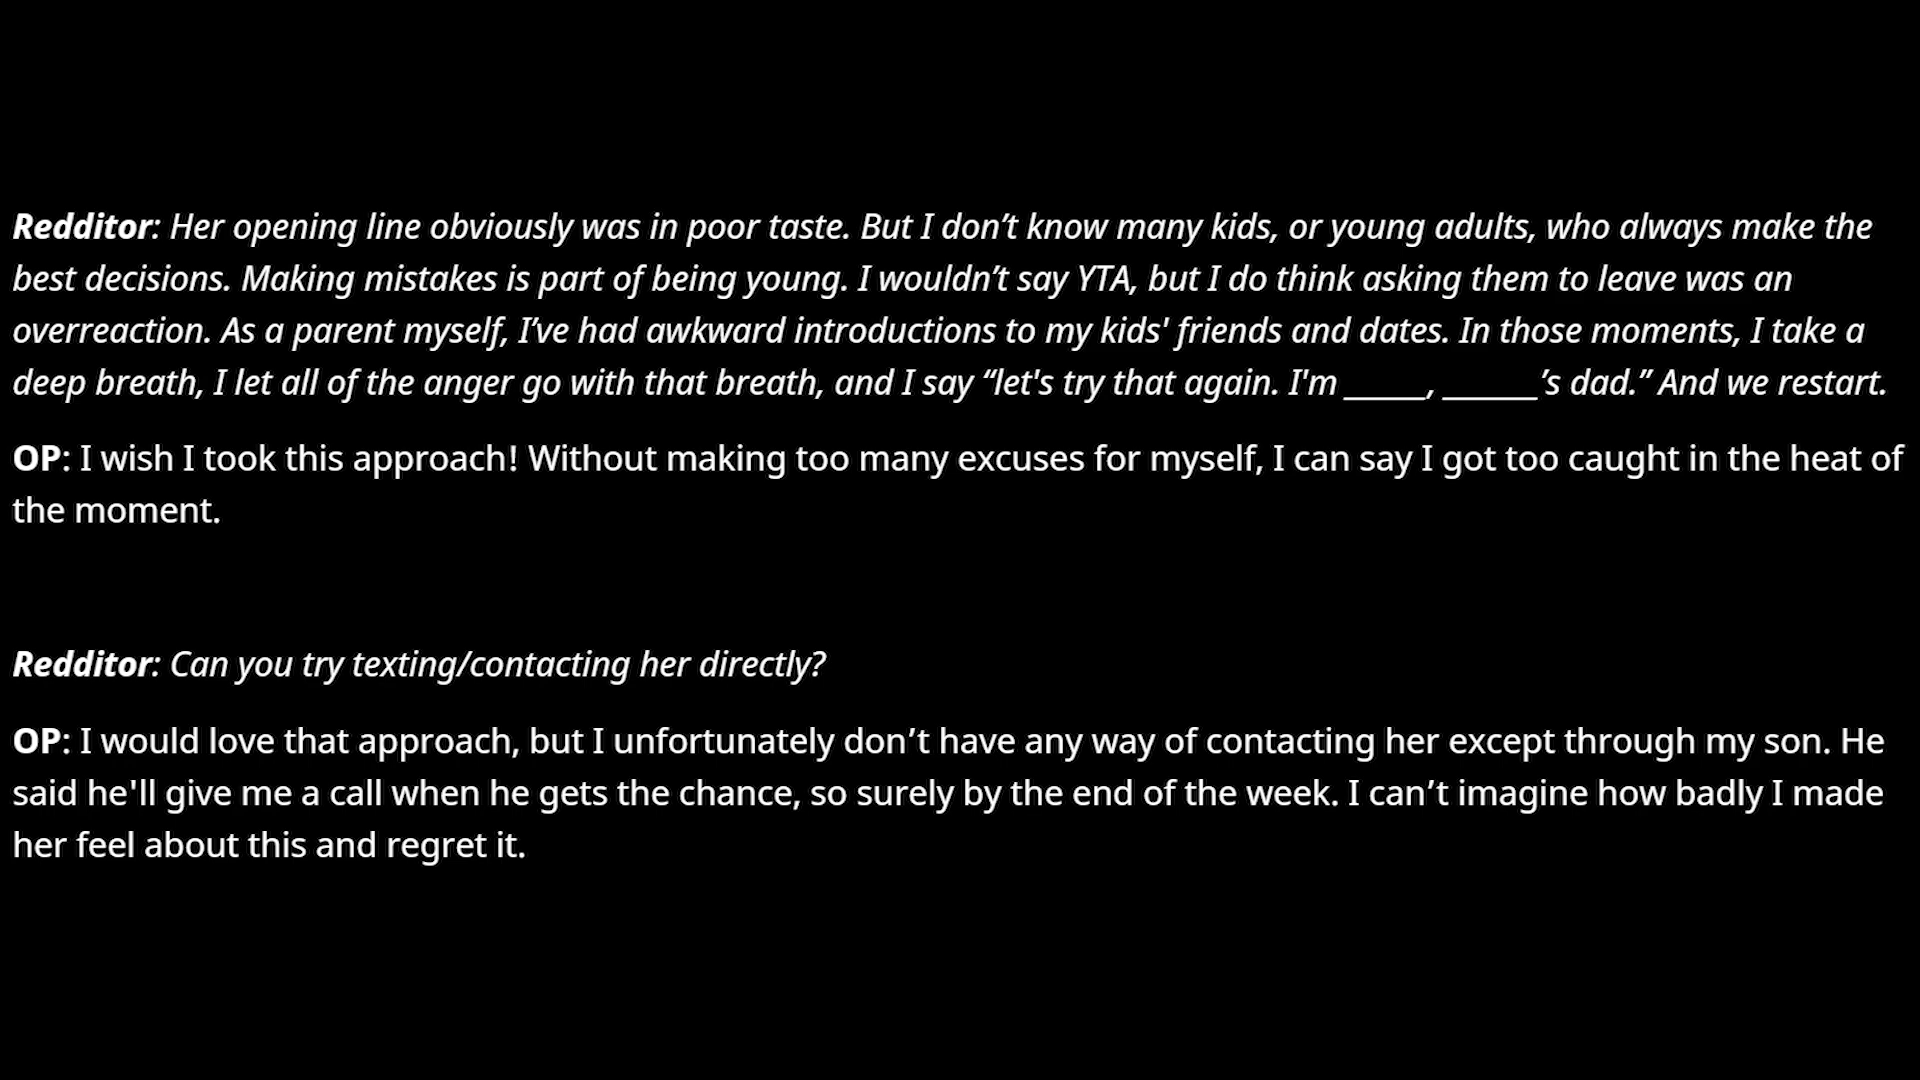 Redditor: Her opening line obviously was in poor taste. But I don’t know many kids, or young adults, who always make the
best decisions. Making mistakes is part of being young. I wouldn’t say YTA, but I do think asking them to leave was an
overreaction. As a parent myself, I’ve had awkward introductions to my kids' friends and dates. In those moments, I take a
deep breath, I let all of the anger go with that breath, and I say “let's try that again. I'm _____, ______’s dad.” And we restart.
OP: I wish I took this approach! Without making too many excuses for myself, I can say I got too caught in the heat of
the moment.
Redditor: Can you try texting/contacting her directly?
OP: I would love that approach, but I unfortunately don’t have any way of contacting her except through my son. He
said he'll give me a call when he gets the chance, so surely by the end of the week. I can’t imagine how badly I made
her feel about this and regret it.